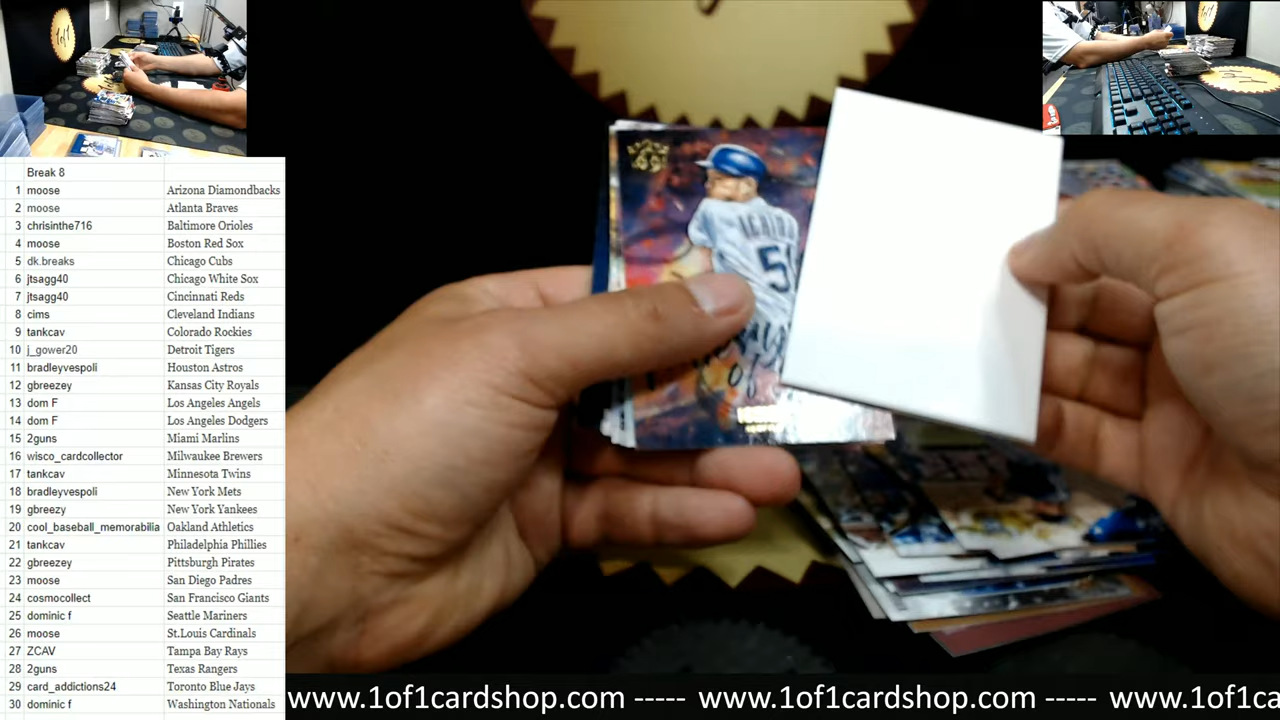 Break 8
1 moose Arizona Diamondbacks
2 moose Atlanta Braves
3 chrisinthe716 Baltimore Orioles
4 moose Boston Red Sox
5 dk.breaks Chicago Cubs
6 jtsagg40 Chicago White Sox
7 jtsagg40 Cincinnati Reds
8 cims Cleveland Indians
9 tankcav Colorado Rockies
10 j_gower20 Detroit Tigers
11 bradleyvespoli Houston Astros
12 gbreezey Kansas City Royals
13 dom F Los Angeles Angels
14 dom F Los Angeles Dodgers
15 2guns Miami Marlins
16 wisco_cardcollector Milwaukee Brewers
17 tankcav Minnesota Twins
18 bradleyvespoli New York Mets
19 gbreezy New York Yankees
20 cool_baseball_memorabilia Oakland Athletics
21 tankcav Philadelphia Phillies
22 gbreezey Pittsburgh Pirates
23 moose San Diego Padres
24 cosmocollect San Francisco Giants
25 dominic f Seattle Mariners
26 moose St.Louis Cardinals
27 ZCAV Tampa Bay Rays
28 2guns Texas Rangers
29 card_addictions24 Toronto Blue Jays
30 dominic f Washington Nationals
ICHIRO
5
of
www.1of1cardshop.com ----- www.1of1cardshop.com ----- www.1of1ca